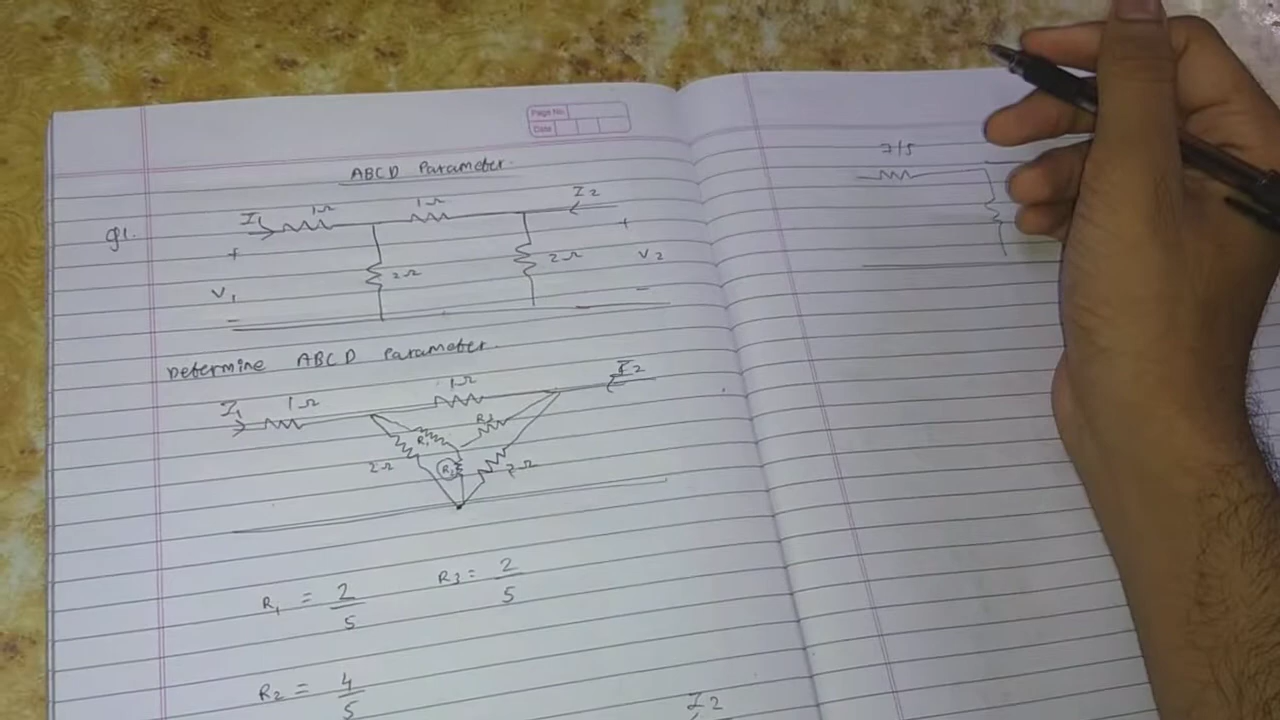 Page No.
Date
ABCD Parameter.
Q1.
I1 1Ω 1Ω I2
+ +
2Ω 2Ω
V1 V2
- -
Determine ABCD Parameter.
I1 1Ω 1Ω I2
R1 R3
2Ω R2 2Ω
R1 = 2/5 R3 = 2/5
R2 = 4/5
I2
7/5